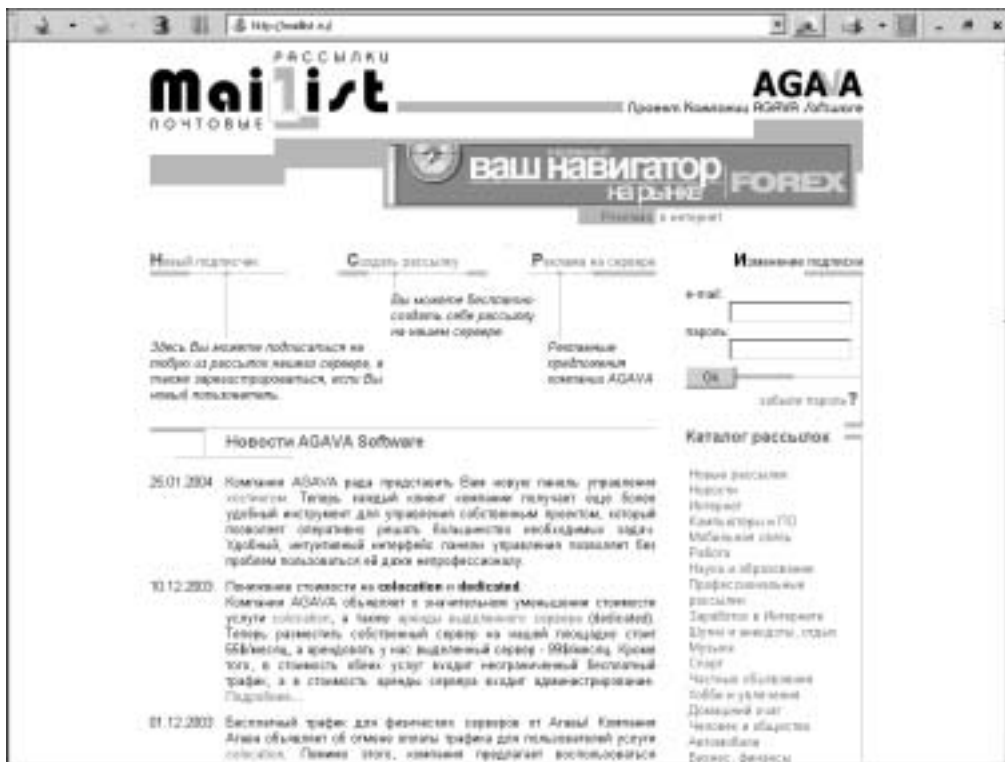 http://maillist.ru/
РАССЫЛКИ
Maillist
ПОЧТОВЫЕ
AGAVA
Проект Компании AGAVA Software
ваш навигатор
на рынке
FOREX
Реклама в интернет
Новый подписчик
Создать рассылку
Реклама на сервере
Изменение подписки
Вы можете бесплатно
создать себе рассылку
на нашем сервере
Здесь Вы можете подписаться на
любую из рассылок нашего сервера, а
также зарегистрироваться, если Вы
новый пользователь.
Рекламные
предложения
компании AGAVA
e-mail:
пароль:
Ok
забыли пароль?
Новости AGAVA Software
26.01.2004 Компания AGAVA рада представить Вам новую панель управления
хостингом. Теперь каждый клиент компании получает еще более
удобный инструмент для управления собственным проектом, который
позволяет оперативно решать большинство необходимых задач.
Удобный, интуитивный интерфейс панели управления позволяет без
проблем пользоваться ей даже непрофессионалу.
10.12.2003 Понижение стоимости на colocation и dedicated.
Компания AGAVA объявляет о значительном уменьшении стоимости
услуги colocation, а также аренды выделенного сервера (dedicated).
Теперь разместить собственный сервер на нашей площадке стоит
55$/месяц, а арендовать у нас выделенный сервер - 99$/месяц. Кроме
того, в стоимость обеих услуг входит неограниченный бесплатный
трафик, а в стоимость аренды сервера входит администрирование.
Подробнее...
01.12.2003 Бесплатный трафик для физических серверов от Агавы! Компания
Агава объявляет об отмене оплаты трафика для пользователей услуги
colocation. Помимо этого, компания предлагает воспользоваться
Каталог рассылок
Новые рассылки
Новости
Интернет
Компьютеры и ПО
Мобильная связь
Работа
Наука и образование
Профессиональные
рассылки
Заработок в Интернете
Шутки и анекдоты, отдых
Музыка
Спорт
Частные объявления
Хобби и увлечения
Домашний очаг
Человек и общество
Автомобили
Бизнес, финансы